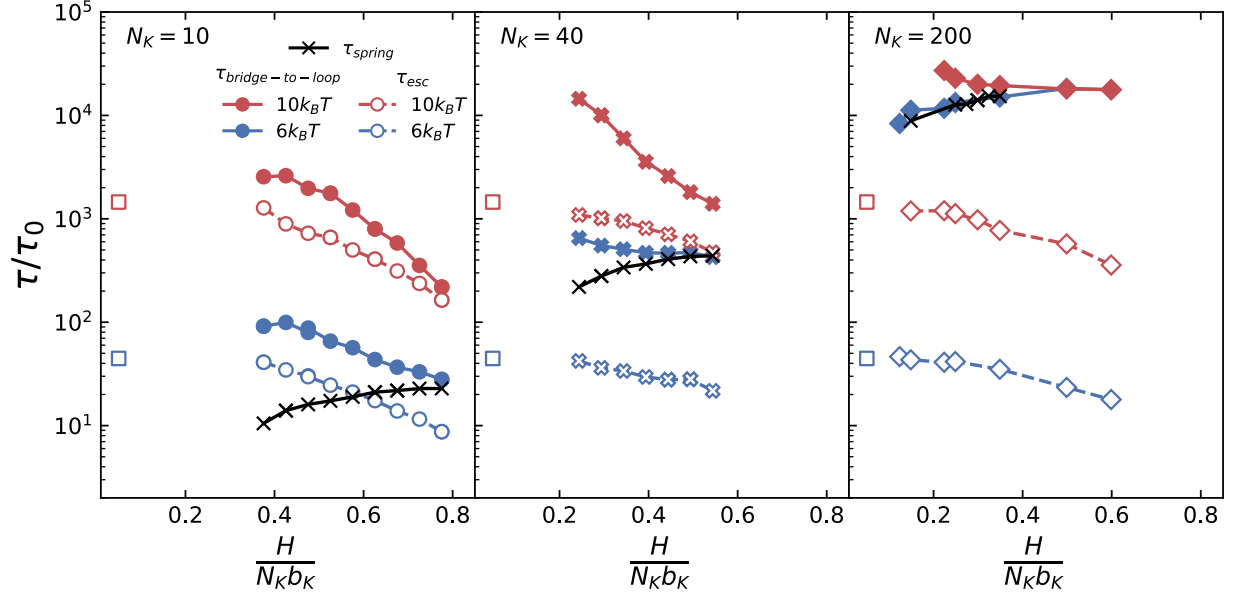 N_K = 10
N_K = 40
N_K = 200
τ_spring
τ_bridge−to−loop τ_esc
10k_BT 10k_BT
6k_BT 6k_BT
τ/τ_0
10^5
10^4
10^3
10^2
10^1
0.2 0.4 0.6 0.8
0.2 0.4 0.6 0.8
0.2 0.4 0.6 0.8
H
N_K b_K
H
N_K b_K
H
N_K b_K